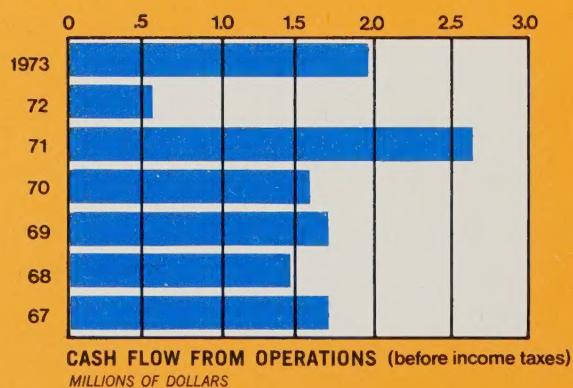 0 .5 1.0 1.5 2.0 2.5 3.0
1973
72
71
70
69
68
67
CASH FLOW FROM OPERATIONS (before income taxes)
MILLIONS OF DOLLARS